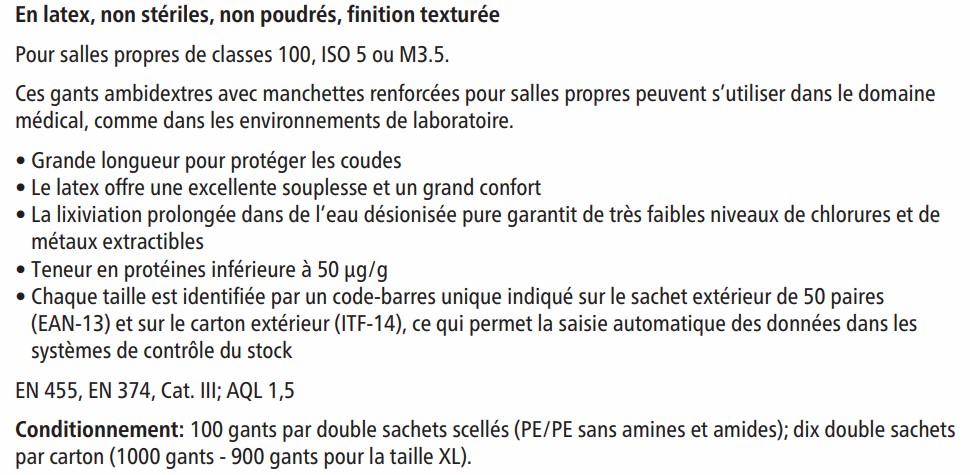 En latex, non stériles, non poudrés, finition texturée
Pour salles propres de classes 100, ISO 5 ou M3.5.
Ces gants ambidextres avec manchettes renforcées pour salles propres peuvent s’utiliser dans le domaine
médical, comme dans les environnements de laboratoire.
• Grande longueur pour protéger les coudes
• Le latex offre une excellente souplesse et un grand confort
• La lixiviation prolongée dans de l’eau désionisée pure garantit de très faibles niveaux de chlorures et de
métaux extractibles
• Teneur en protéines inférieure à 50 µg/g
• Chaque taille est identifiée par un code-barres unique indiqué sur le sachet extérieur de 50 paires
(EAN-13) et sur le carton extérieur (ITF-14), ce qui permet la saisie automatique des données dans les
systèmes de contrôle du stock
EN 455, EN 374, Cat. III; AQL 1,5
Conditionnement: 100 gants par double sachets scellés (PE/PE sans amines et amides); dix double sachets
par carton (1000 gants - 900 gants pour la taille XL).